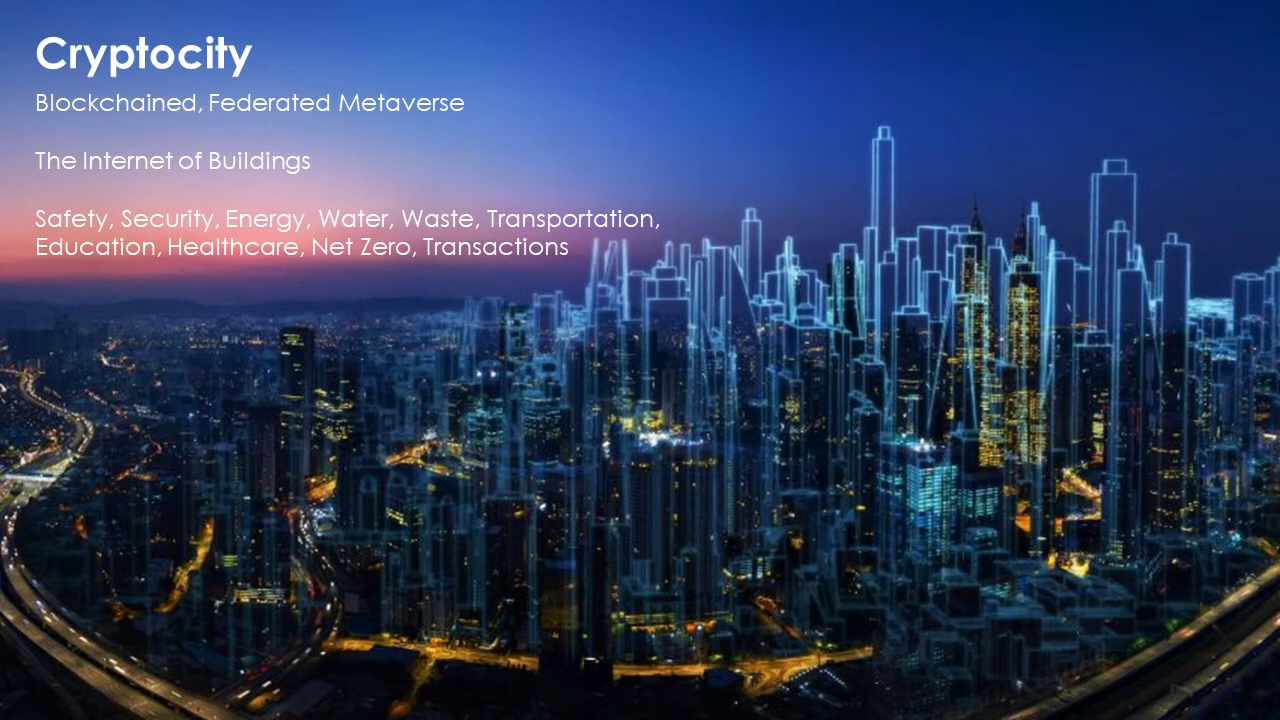 Cryptocity
Blockchained, Federated Metaverse
The Internet of Buildings
Safety, Security, Energy, Water, Waste, Transportation,
Education, Healthcare, Net Zero, Transactions